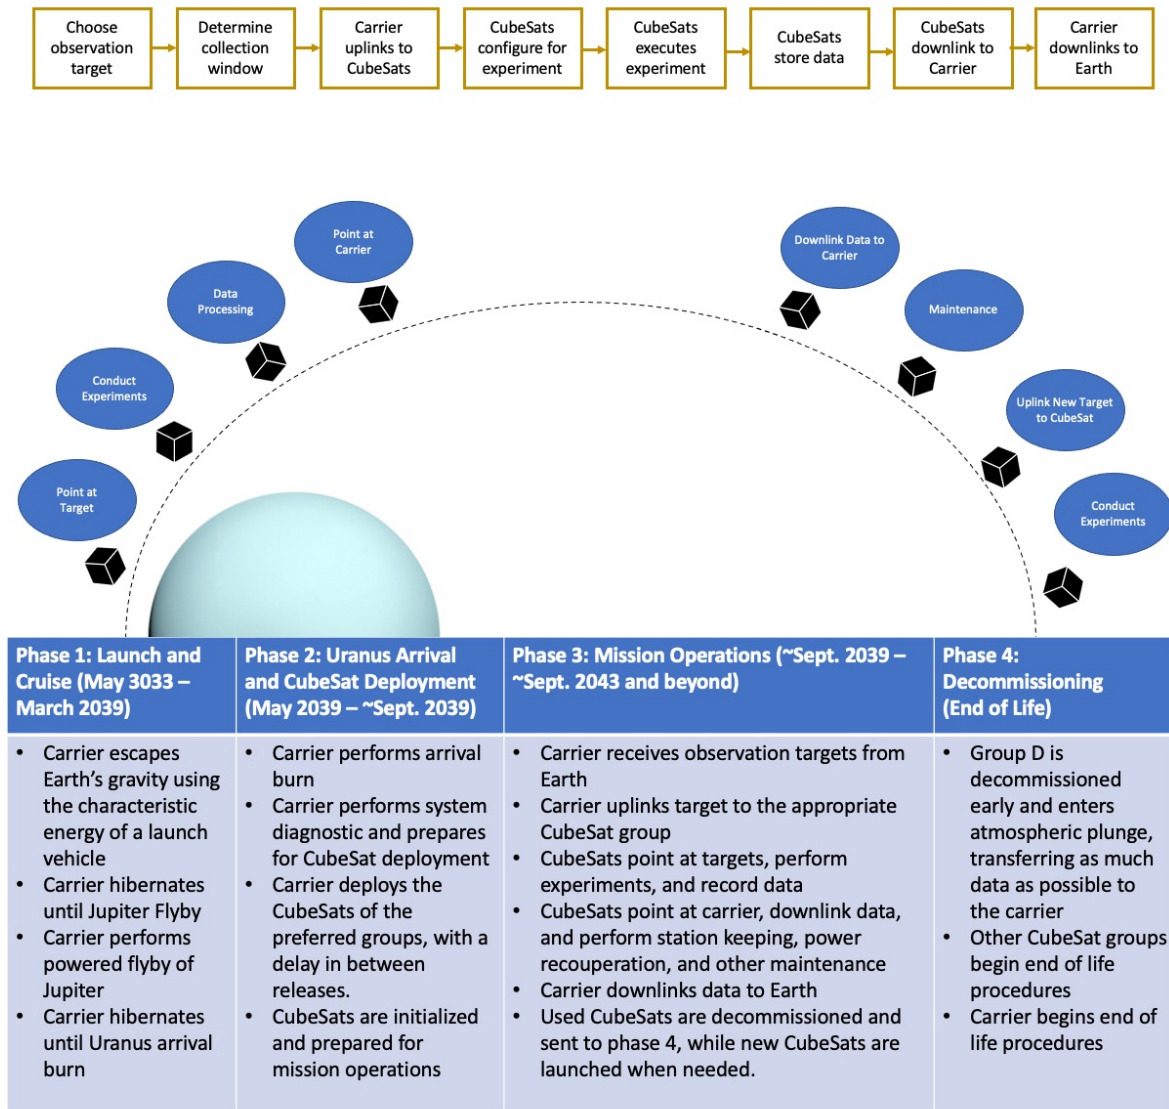 Choose
observation
target
Determine
collection
window
Carrier
uplinks to
CubeSats
CubeSats
configure for
experiment
CubeSats
executes
experiment
CubeSats
store data
CubeSats
downlink to
Carrier
Carrier
downlinks to
Earth
Point at
Carrier
Data
Processing
Conduct
Experiments
Point at
Target
Downlink Data to
Carrier
Maintenance
Uplink New Target
to CubeSat
Conduct
Experiments
Phase 1: Launch and
Cruise (May 3033 –
March 2039)
• Carrier escapes
Earth's gravity using
the characteristic
energy of a launch
vehicle
• Carrier hibernates
until Jupiter Flyby
• Carrier performs
powered flyby of
Jupiter
• Carrier hibernates
until Uranus arrival
burn
Phase 2: Uranus Arrival
and CubeSat Deployment
(May 2039 – ~Sept. 2039)
• Carrier performs arrival
burn
• Carrier performs system
diagnostic and prepares
for CubeSat deployment
• Carrier deploys the
CubeSats of the
preferred groups, with a
delay in between
releases.
• CubeSats are initialized
and prepared for
mission operations
Phase 3: Mission Operations (~Sept. 2039 –
~Sept. 2043 and beyond)
• Carrier receives observation targets from
Earth
• Carrier uplinks target to the appropriate
CubeSat group
• CubeSats point at targets, perform
experiments, and record data
• CubeSats point at carrier, downlink data,
and perform station keeping, power
recouperation, and other maintenance
• Carrier downlinks data to Earth
• Used CubeSats are decommissioned and
sent to phase 4, while new CubeSats are
launched when needed.
Phase 4:
Decommissioning
(End of Life)
• Group D is
decommissioned
early and enters
atmospheric plunge,
transferring as much
data as possible to
the carrier
• Other CubeSat groups
begin end of life
procedures
• Carrier begins end of
life procedures